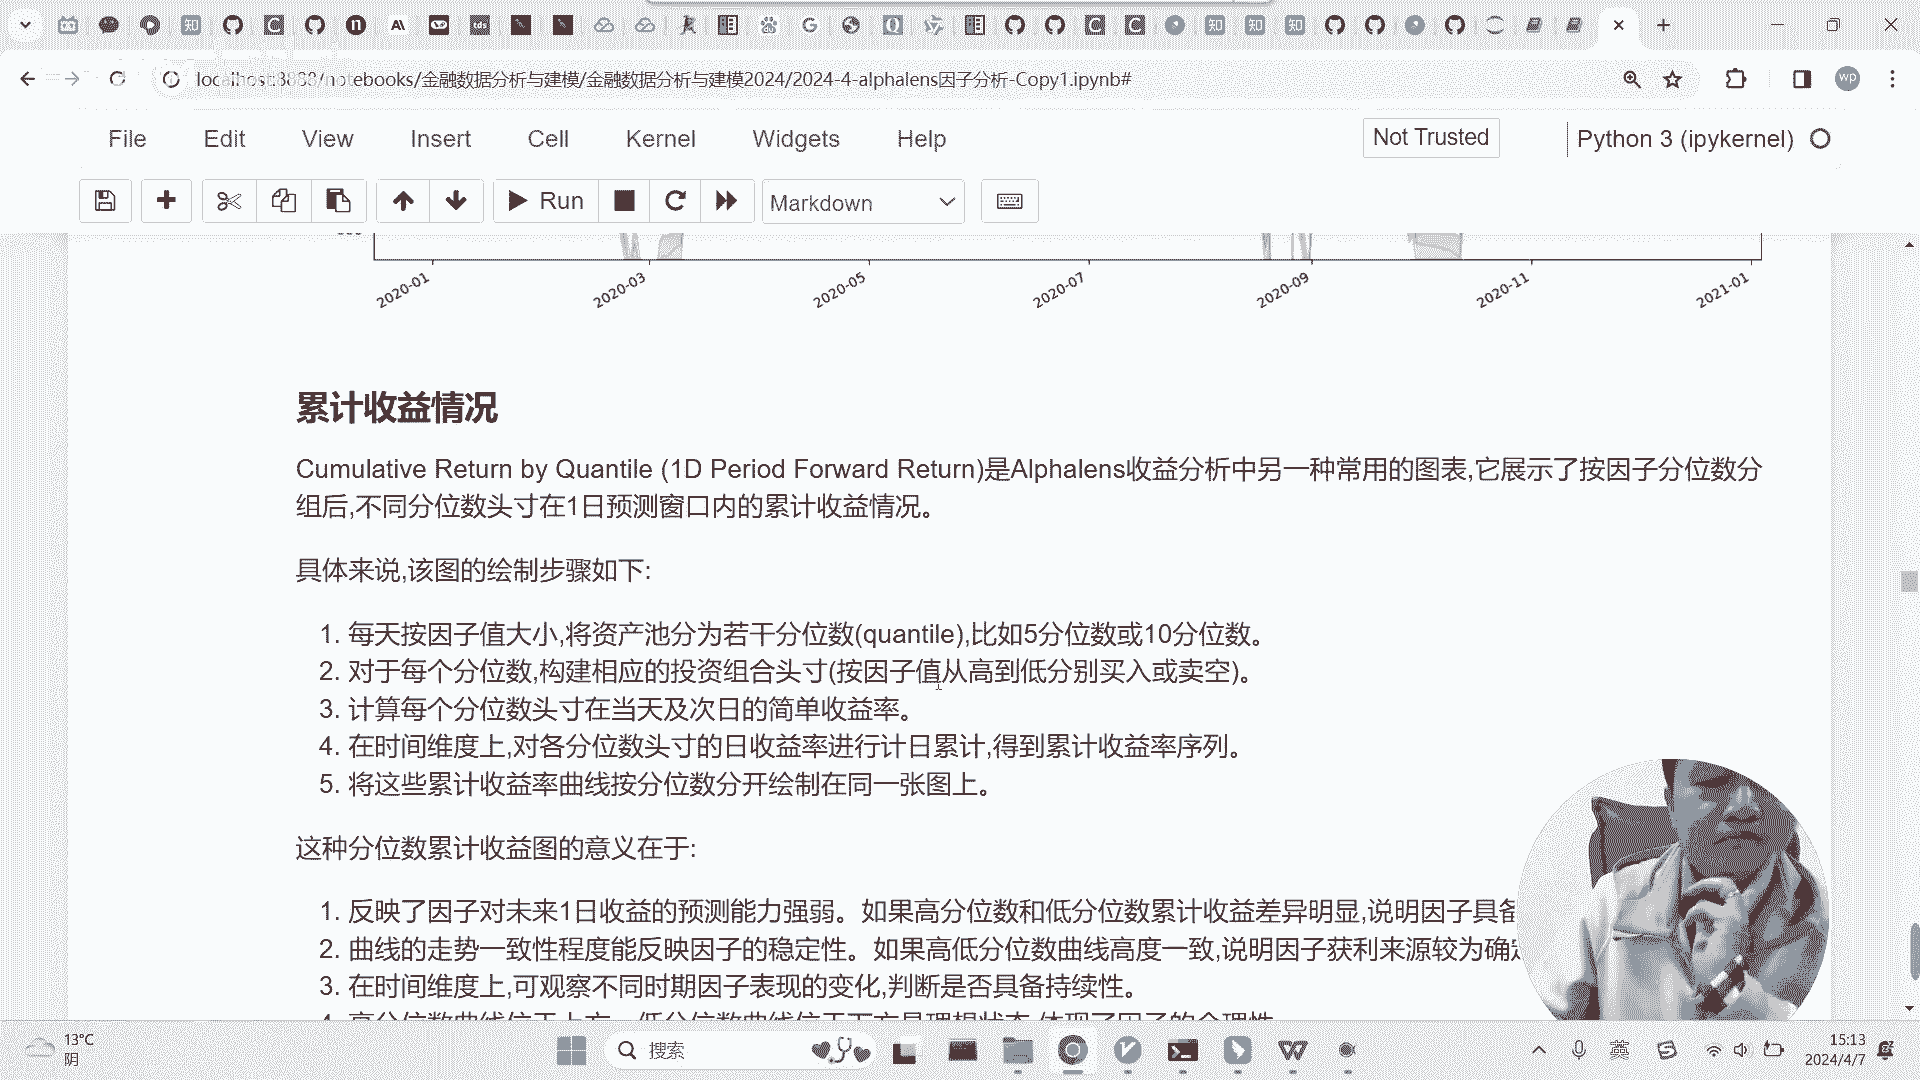 localhost:8888/notebooks/金融数据分析与建模/金融数据分析与建模2024/2024-4-alphalens因子分析-Copy1.ipynb#
wp
File Edit View Insert Cell Kernel Widgets Help
Not Trusted
Python 3 (ipykernel)
Run
Markdown
2020-01 2020-03 2020-05 2020-07 2020-09 2020-11 2021-01
累计收益情况
Cumulative Return by Quantile (1D Period Forward Return)是Alphalens收益分析中另一种常用的图表,它展示了按因子分位数分
组后,不同分位数头寸在1日预测窗口内的累计收益情况。
具体来说,该图的绘制步骤如下:
1. 每天按因子值大小,将资产池分为若干分位数(quantile),比如5分位数或10分位数。
2. 对于每个分位数,构建相应的投资组合头寸(按因子值从高到低分别买入或卖空)。
3. 计算每个分位数头寸在当天及次日的简单收益率。
4. 在时间维度上,对各分位数头寸的日收益率进行计日累计,得到累计收益率序列。
5. 将这些累计收益率曲线按分位数分开绘制在同一张图上。
这种分位数累计收益图的意义在于:
1. 反映了因子对未来1日收益的预测能力强弱。如果高分位数和低分位数累计收益差异明显,说明因子具备
2. 曲线的走势一致性程度能反映因子的稳定性。如果高低分位数曲线高度一致,说明因子获利来源较为确定
3. 在时间维度上,可观察不同时期因子表现的变化,判断是否具备持续性。
13°C
阴
搜索
英
15:13
2024/4/7